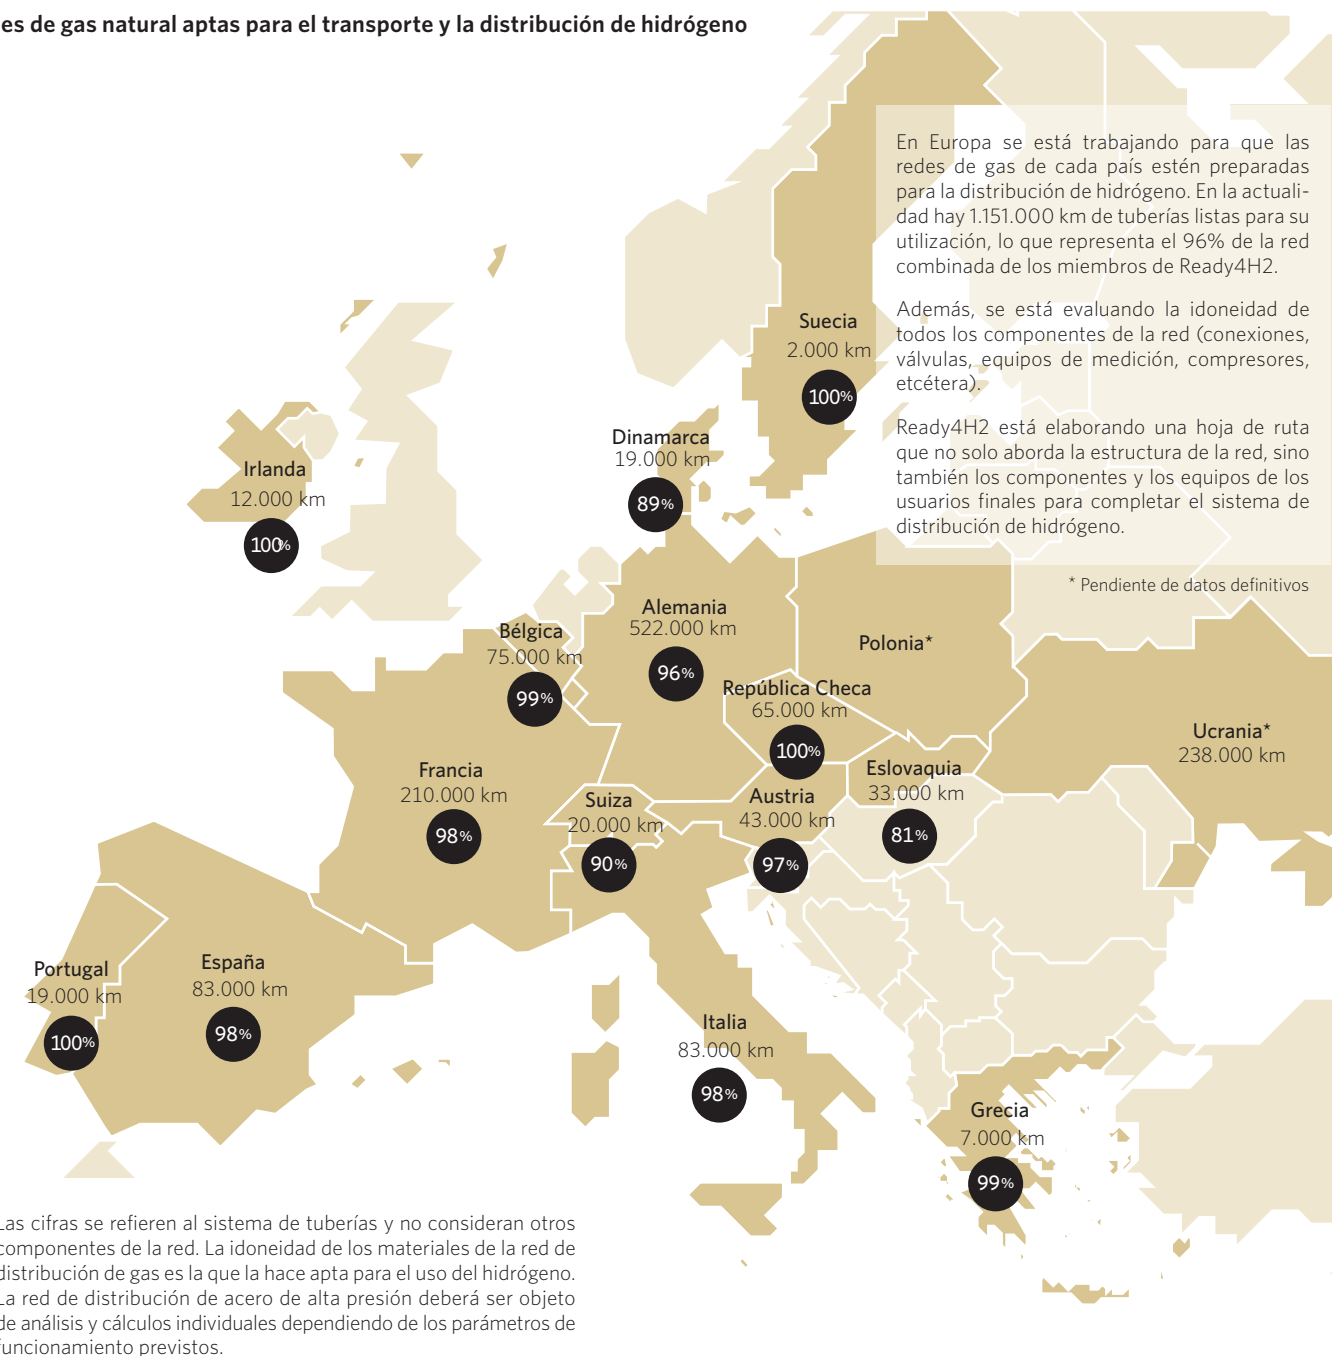 es de gas natural aptas para el transporte y la distribución de hidrógeno
En Europa se está trabajando para que las
redes de gas de cada país estén preparadas
para la distribución de hidrógeno. En la actuali-
dad hay 1.151.000 km de tuberías listas para su
utilización, lo que representa el 96% de la red
combinada de los miembros de Ready4H2.
Además, se está evaluando la idoneidad de
todos los componentes de la red (conexiones,
válvulas, equipos de medición, compresores,
etcétera).
Ready4H2 está elaborando una hoja de ruta
que no solo aborda la estructura de la red, sino
también los componentes y los equipos de los
usuarios finales para completar el sistema de
distribución de hidrógeno.
* Pendiente de datos definitivos
Suecia
2.000 km
100%
Dinamarca
19.000 km
89%
Irlanda
12.000 km
100%
Alemania
522.000 km
96%
Bélgica
75.000 km
99%
Polonia*
República Checa
65.000 km
100%
Ucrania*
238.000 km
Eslovaquia
33.000 km
81%
Francia
210.000 km
98%
Suiza
20.000 km
90%
Austria
43.000 km
97%
Portugal
19.000 km
100%
España
83.000 km
98%
Italia
83.000 km
98%
Grecia
7.000 km
99%
Las cifras se refieren al sistema de tuberías y no consideran otros
componentes de la red. La idoneidad de los materiales de la red de
distribución de gas es la que la hace apta para el uso del hidrógeno.
La red de distribución de acero de alta presión deberá ser objeto
de análisis y cálculos individuales dependiendo de los parámetros de
funcionamiento previstos.